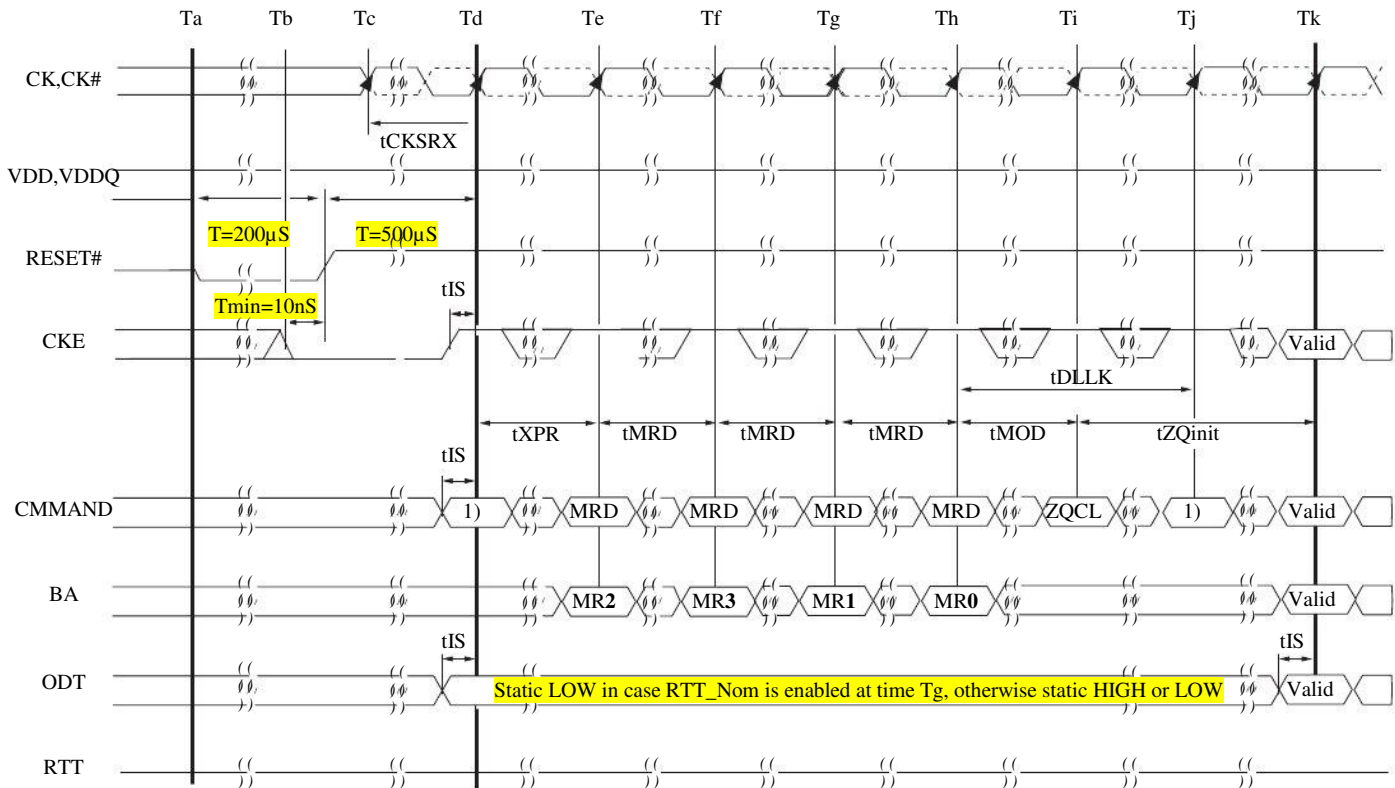 Ta Tb Tc Td Te Tf Tg Th Ti Tj Tk
CK,CK#
tCKSRX
VDD,VDDQ
T=200µS T=500µS
RESET#
Tmin=10nS tIS
CKE Valid
tDLLK
tXPR tMRD tMRD tMRD tMOD tZQinit
tIS
CMMAND 1) MRD MRD MRD MRD ZQCL 1) Valid
BA MR2 MR3 MR1 MR0 Valid
tIS tIS
ODT Static LOW in case RTT_Nom is enabled at time Tg, otherwise static HIGH or LOW Valid
RTT